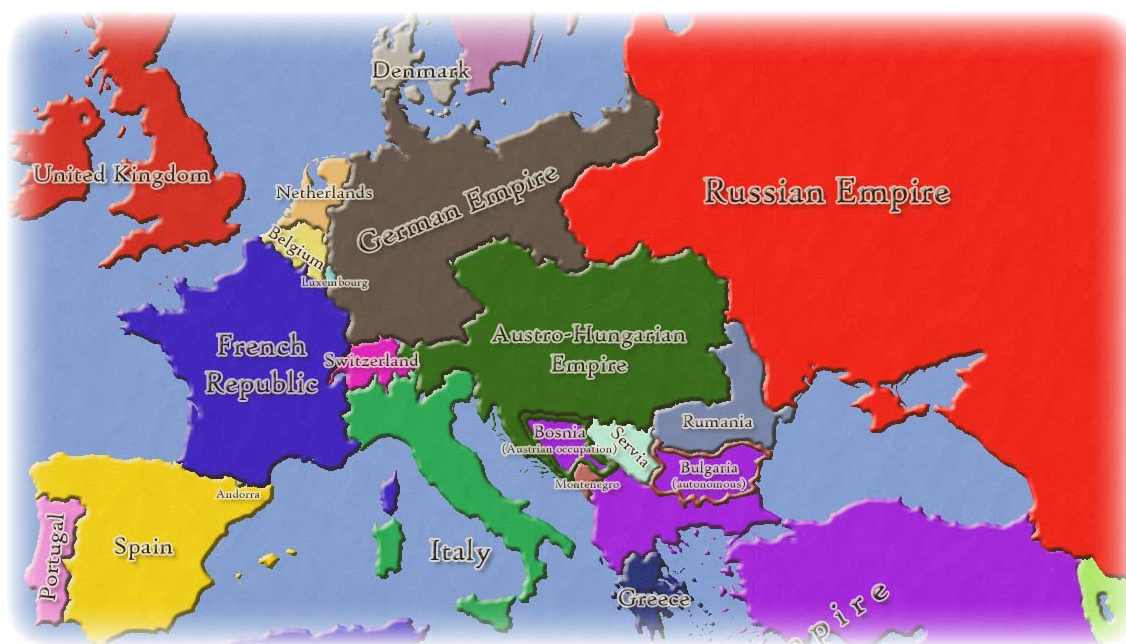 Denmark
United Kingdom
Netherlands
German Empire
Russian Empire
Belgium
Luxembourg
French
Republic
Switzerland
Austro-Hungarian
Empire
Rumania
Bosnia
(Austrian occupation)
Servia
Bulgaria
(autonomous)
Montenegro
Andorra
Portugal
Spain
Italy
Greece
mpire